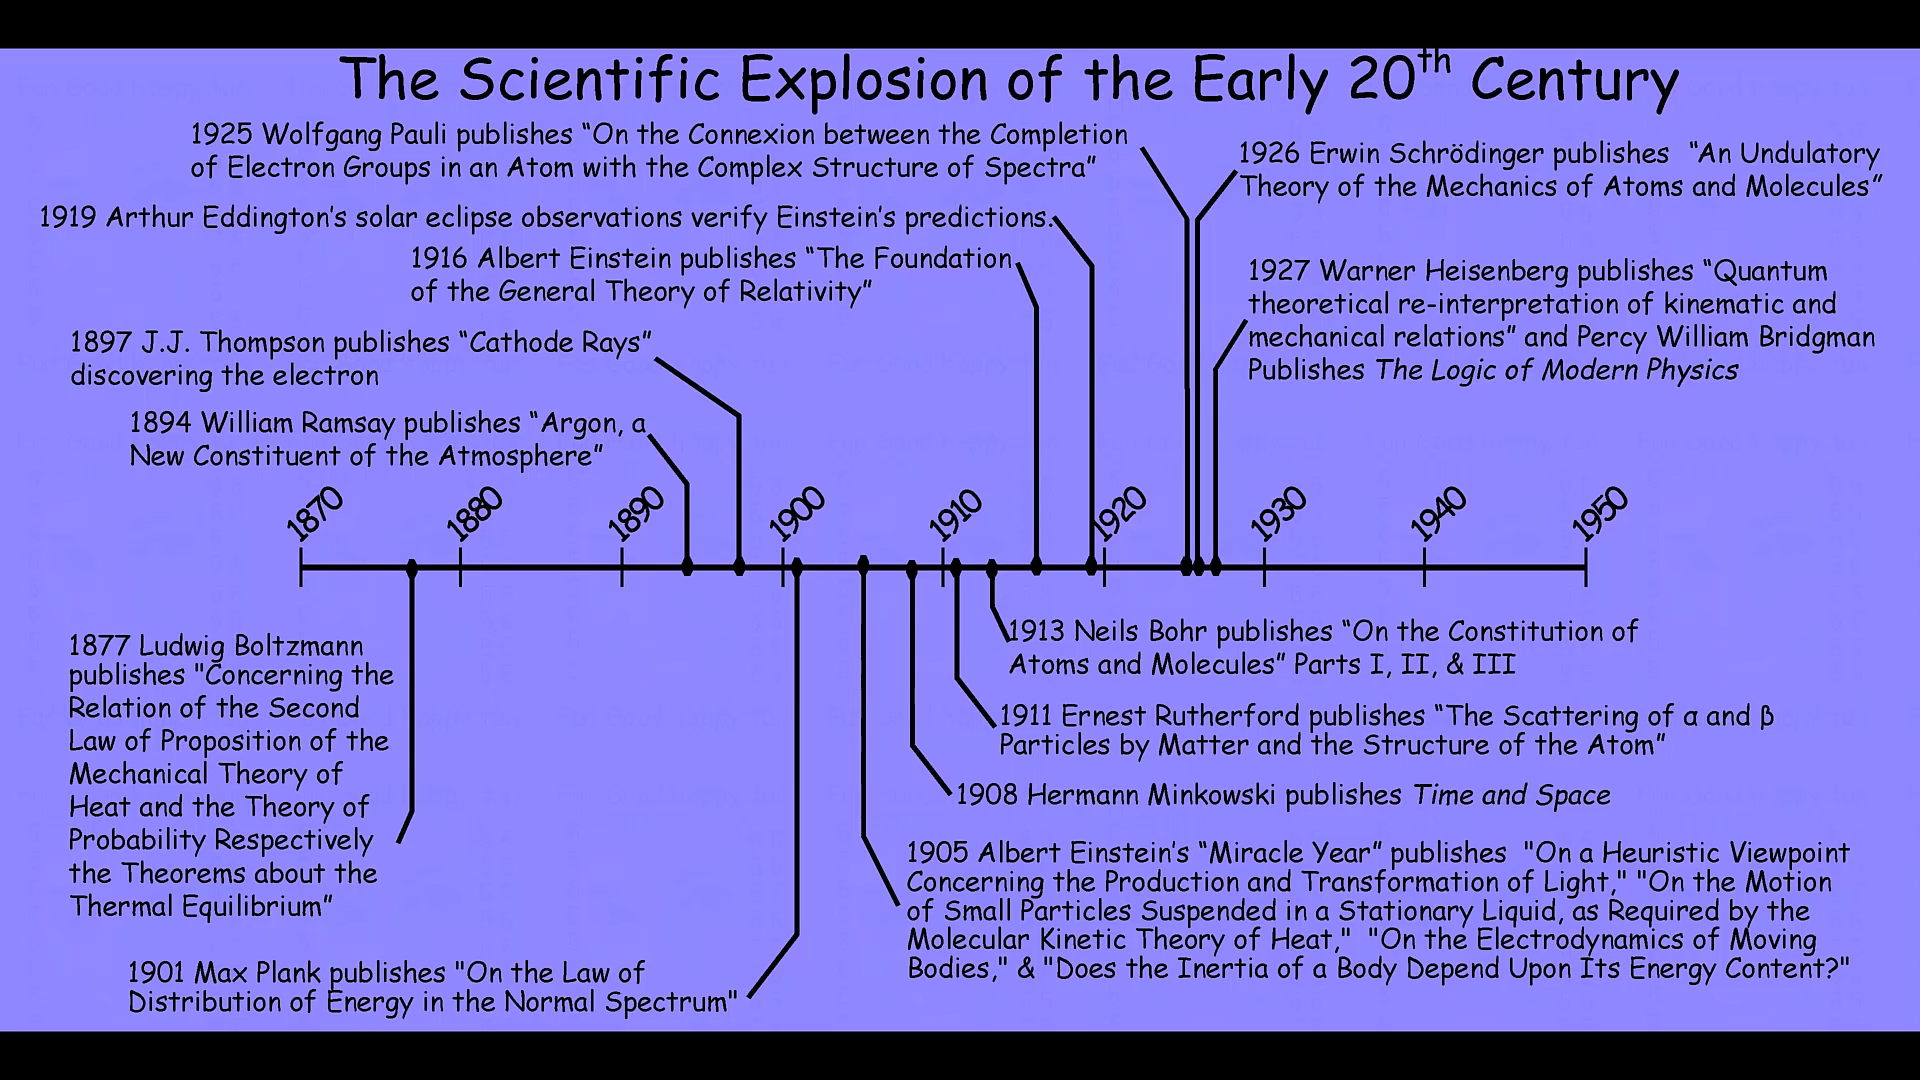 The Scientific Explosion of the Early 20th Century
1925 Wolfgang Pauli publishes “On the Connexion between the Completion
of Electron Groups in an Atom with the Complex Structure of Spectra”
1926 Erwin Schrödinger publishes “An Undulatory
Theory of the Mechanics of Atoms and Molecules”
1919 Arthur Eddington’s solar eclipse observations verify Einstein’s predictions.
1916 Albert Einstein publishes “The Foundation
of the General Theory of Relativity”
1927 Warner Heisenberg publishes “Quantum
theoretical re-interpretation of kinematic and
mechanical relations” and Percy William Bridgman
Publishes The Logic of Modern Physics
1897 J.J. Thompson publishes “Cathode Rays”
discovering the electron
1894 William Ramsay publishes “Argon, a
New Constituent of the Atmosphere”
1870 1880 1890 1900 1910 1920 1930 1940 1950
1877 Ludwig Boltzmann
publishes "Concerning the
Relation of the Second
Law of Proposition of the
Mechanical Theory of
Heat and the Theory of
Probability Respectively
the Theorems about the
Thermal Equilibrium”
1901 Max Plank publishes "On the Law of
Distribution of Energy in the Normal Spectrum"
1913 Neils Bohr publishes “On the Constitution of
Atoms and Molecules” Parts I, II, & III
1911 Ernest Rutherford publishes “The Scattering of α and β
Particles by Matter and the Structure of the Atom”
1908 Hermann Minkowski publishes Time and Space
1905 Albert Einstein’s “Miracle Year” publishes "On a Heuristic Viewpoint
Concerning the Production and Transformation of Light," "On the Motion
of Small Particles Suspended in a Stationary Liquid, as Required by the
Molecular Kinetic Theory of Heat," "On the Electrodynamics of Moving
Bodies," & "Does the Inertia of a Body Depend Upon Its Energy Content?"